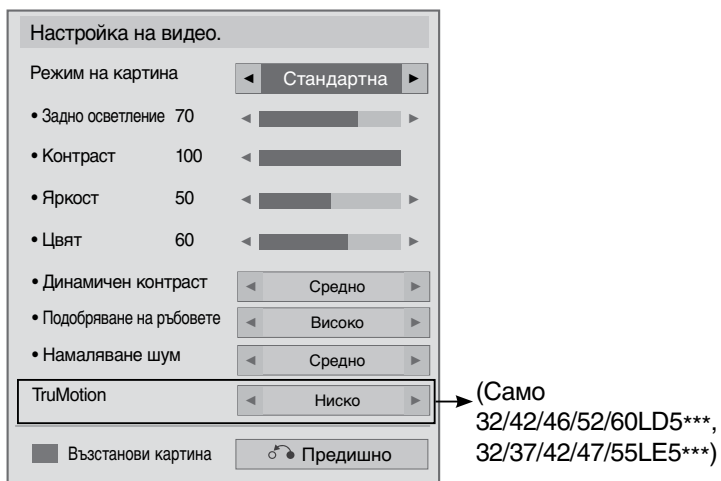 Настройка на видео.
Режим на картина ◄ Стандартна ►
• Задно осветление 70
• Контраст 100
• Яркост 50
• Цвят 60
• Динамичен контраст ◄ Средно ►
• Подобряване на ръбовете ◄ Високо ►
• Намаляване шум ◄ Средно ►
TruMotion ◄ Ниско ►
(Само
32/42/46/52/60LD5***,
32/37/42/47/55LE5***)
Възстанови картина Предишно